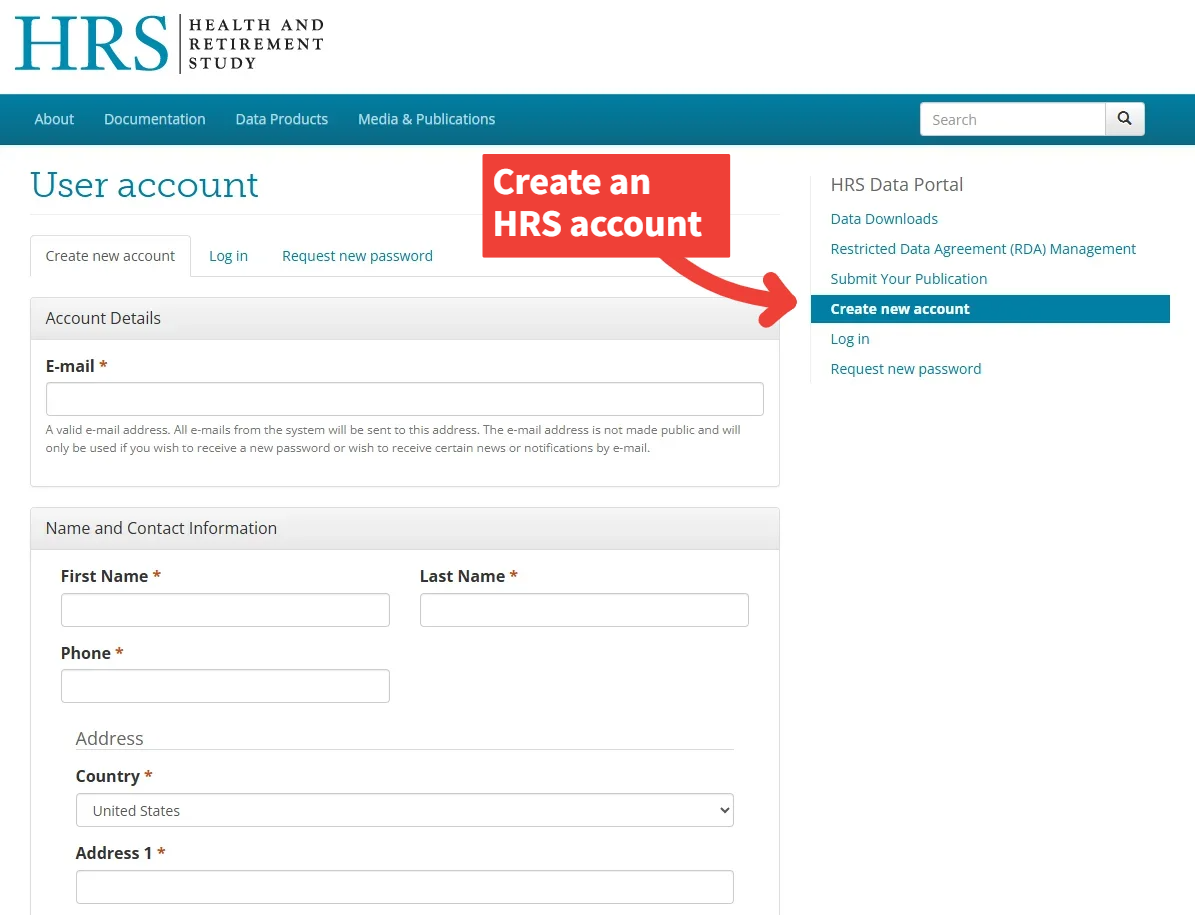 HRS
HEALTH AND
RETIREMENT
STUDY
About
Documentation
Data Products
Media & Publications
Search
User account
Create an
HRS account
Create new account
Log in
Request new password
Account Details
E-mail *
A valid e-mail address. All e-mails from the system will be sent to this address. The e-mail address is not made public and will
only be used if you wish to receive a new password or wish to receive certain news or notifications by e-mail.
Name and Contact Information
First Name *
Last Name *
Phone *
Address
Country *
United States
Address 1 *
HRS Data Portal
Data Downloads
Restricted Data Agreement (RDA) Management
Submit Your Publication
Create new account
Log in
Request new password